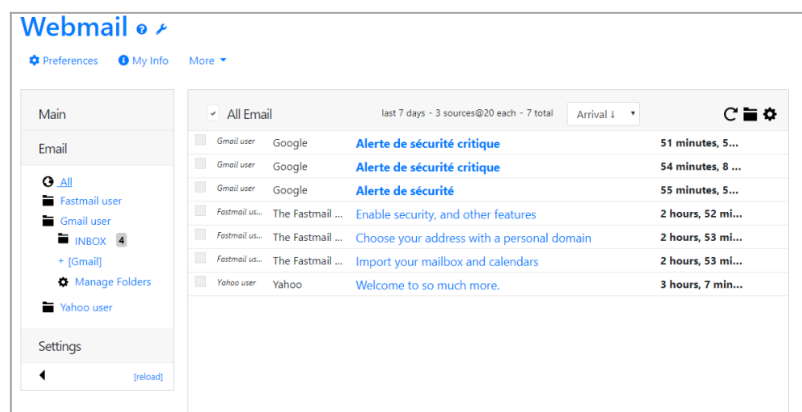 Webmail
Preferences My Info More
Main
Email
All
Fastmail user
Gmail user
INBOX 4
+ [Gmail]
Manage Folders
Yahoo user
Settings
[reload]
All Email last 7 days - 3 sources@20 each - 7 total Arrival ↓
Gmail user Google Alerte de sécurité critique 51 minutes, 5...
Gmail user Google Alerte de sécurité critique 54 minutes, 8 ...
Gmail user Google Alerte de sécurité 55 minutes, 5...
Fastmail us... The Fastmail ... Enable security, and other features 2 hours, 52 mi...
Fastmail us... The Fastmail ... Choose your address with a personal domain 2 hours, 53 mi...
Fastmail us... The Fastmail ... Import your mailbox and calendars 2 hours, 53 mi...
Yahoo user Yahoo Welcome to so much more. 3 hours, 7 min...